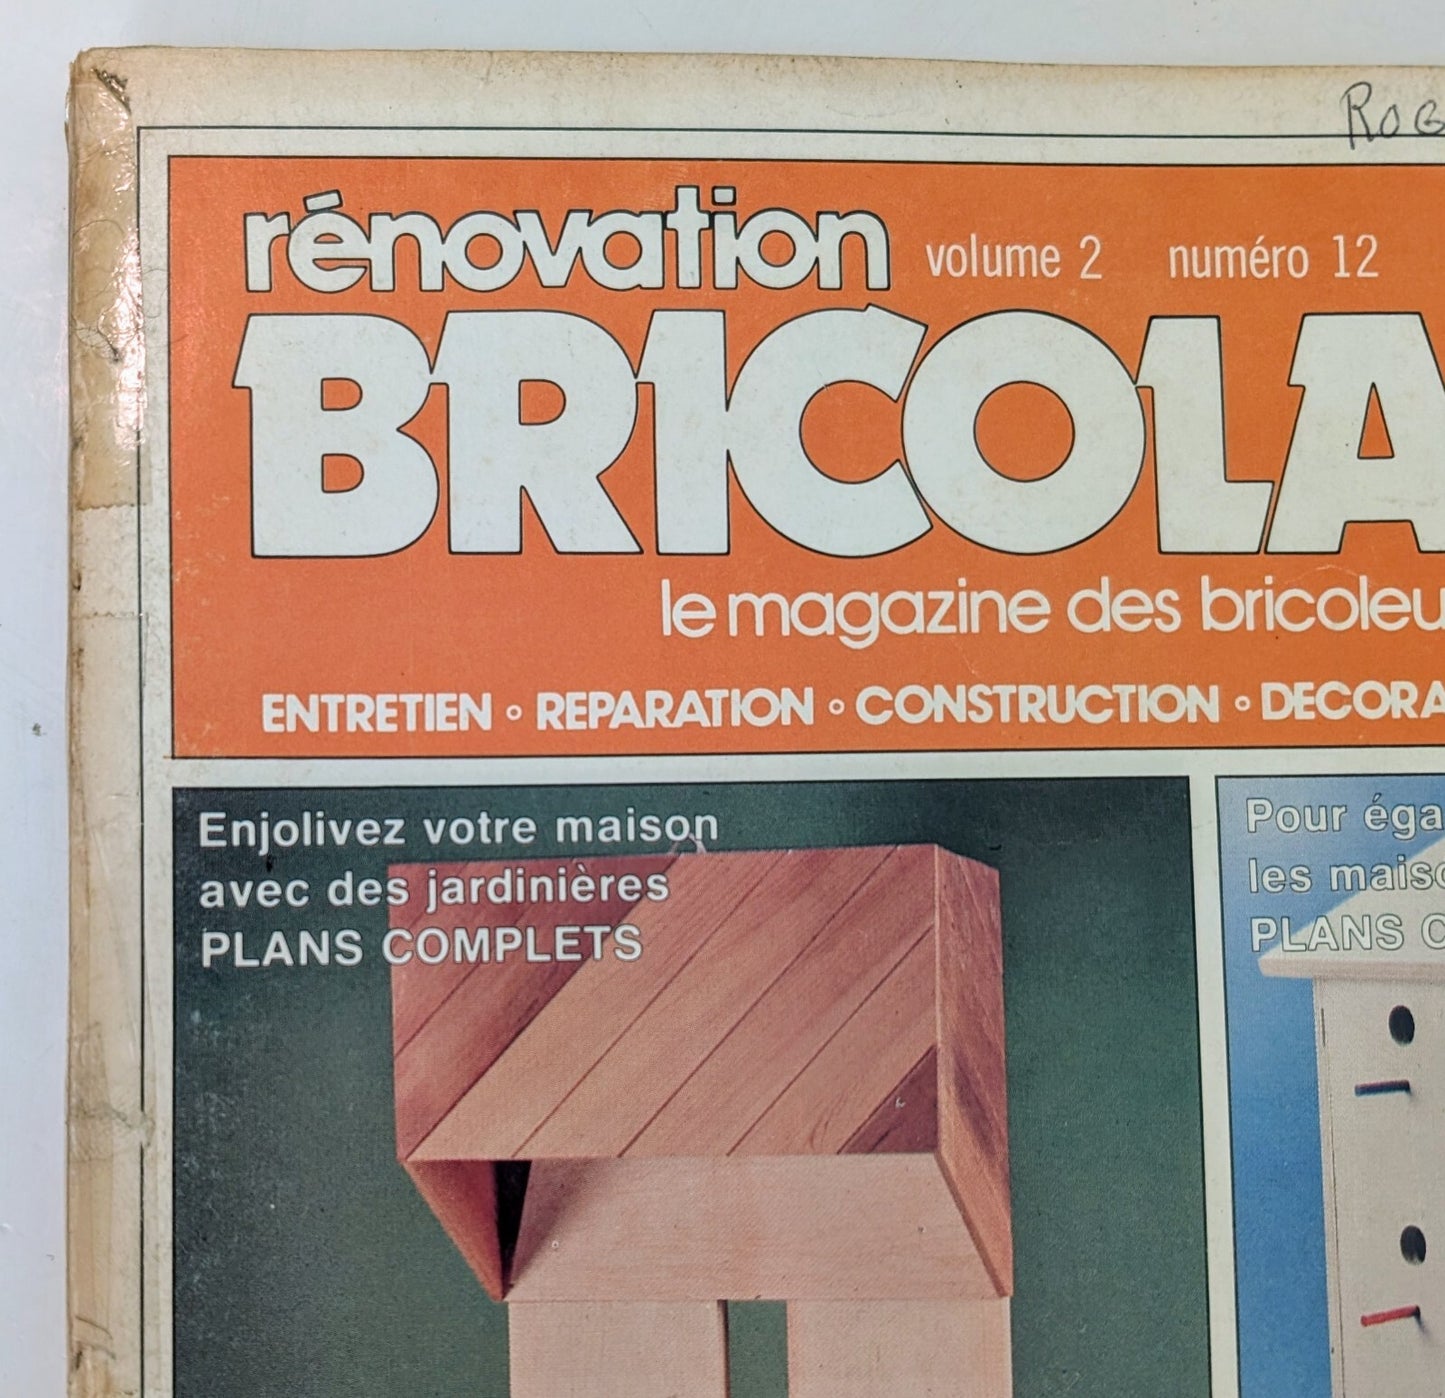 rénovation volume 2 numéro 12
BRICOLA
le magazine des bricoleu
ENTRETIEN ∘ REPARATION ∘ CONSTRUCTION ∘ DECORA
Enjolivez votre maison
avec des jardinières
PLANS COMPLETS
Pour éga
les maiso
PLANS C